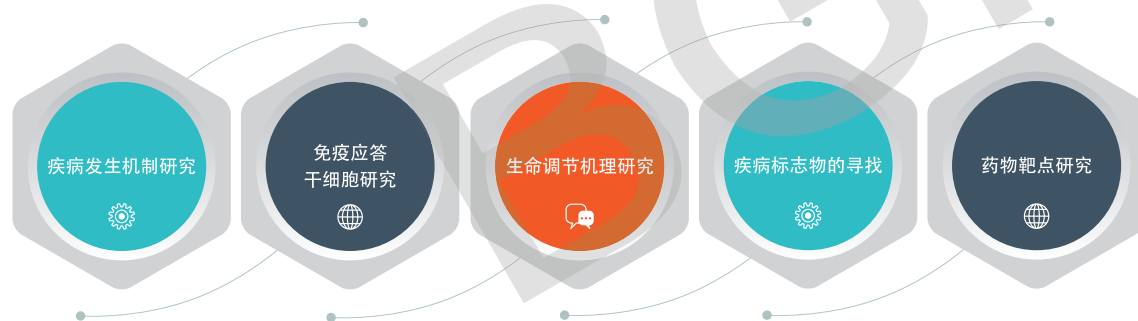 疾病发生机制研究
免疫应答
干细胞研究
生命调节机理研究
疾病标志物的寻找
药物靶点研究